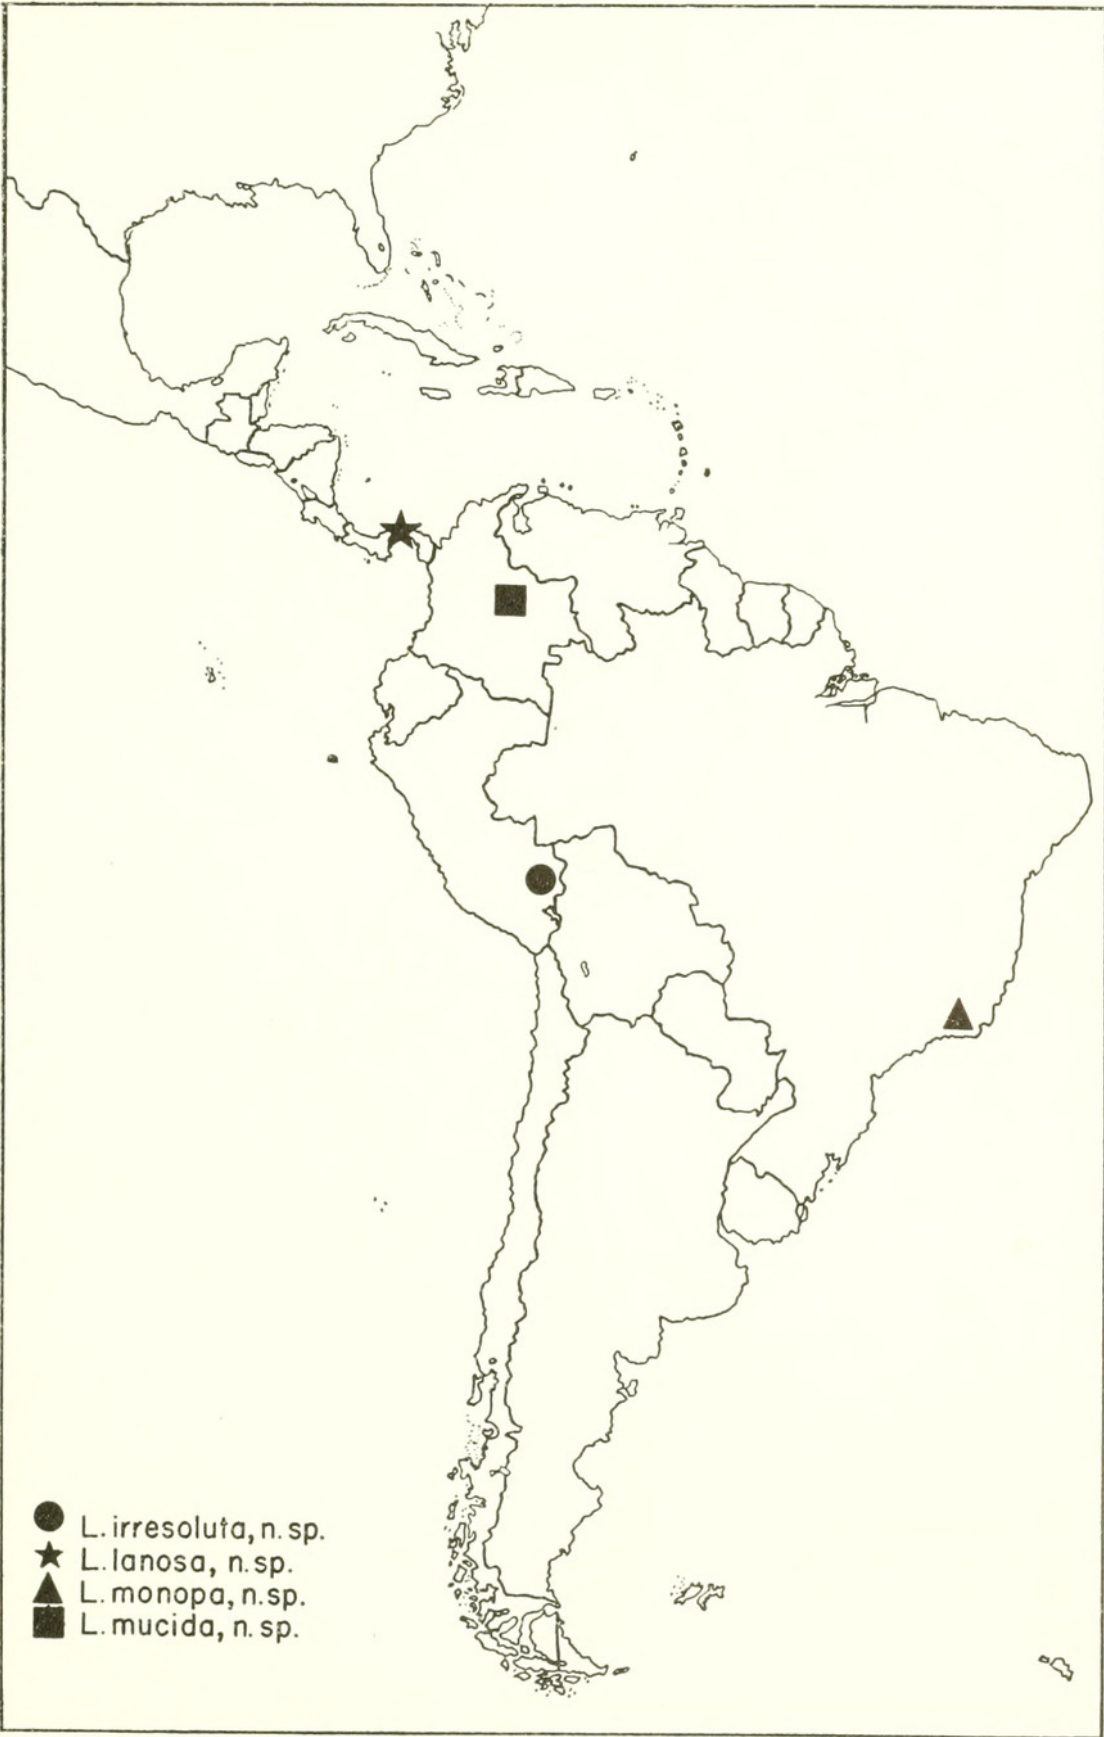 L. irresoluta, n. sp.
L. lanosa, n. sp.
L. monopa, n. sp.
L. mucida, n. sp.